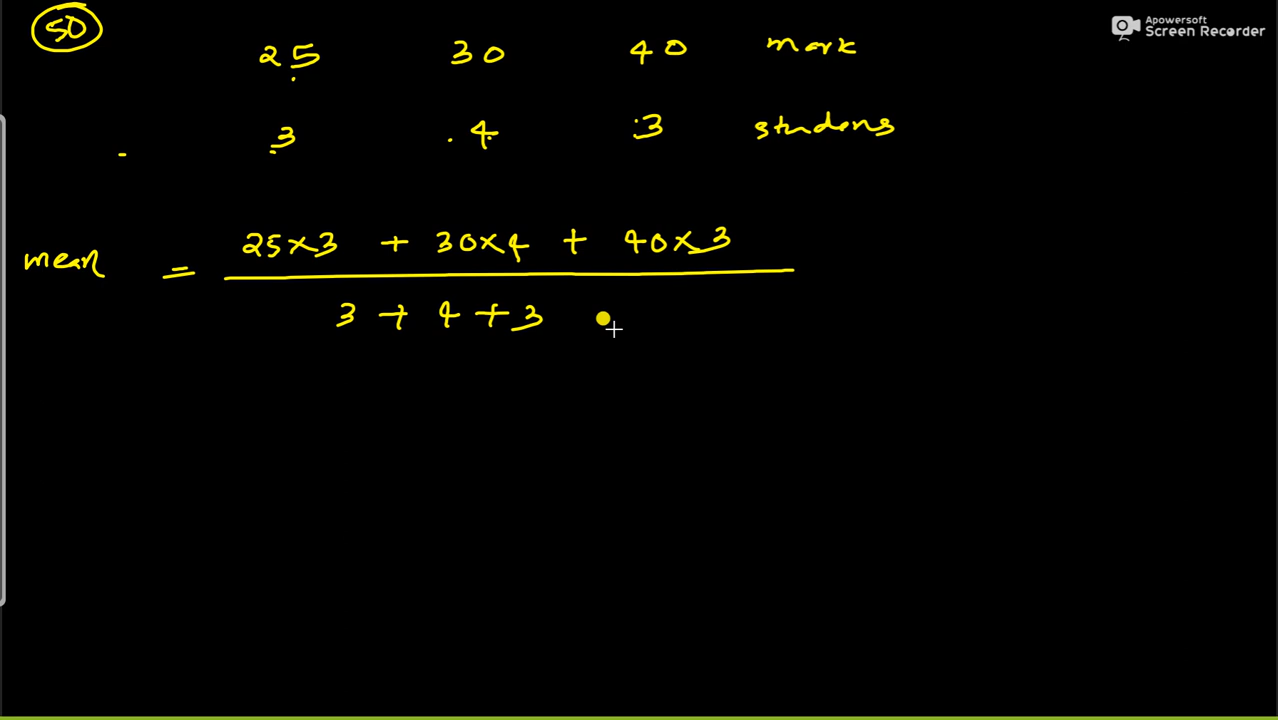 50
25 30 40 mark
3 4 3 studens
mean = 25×3 + 30×4 + 40×3
3 + 4 + 3
Apowersoft
Screen Recorder